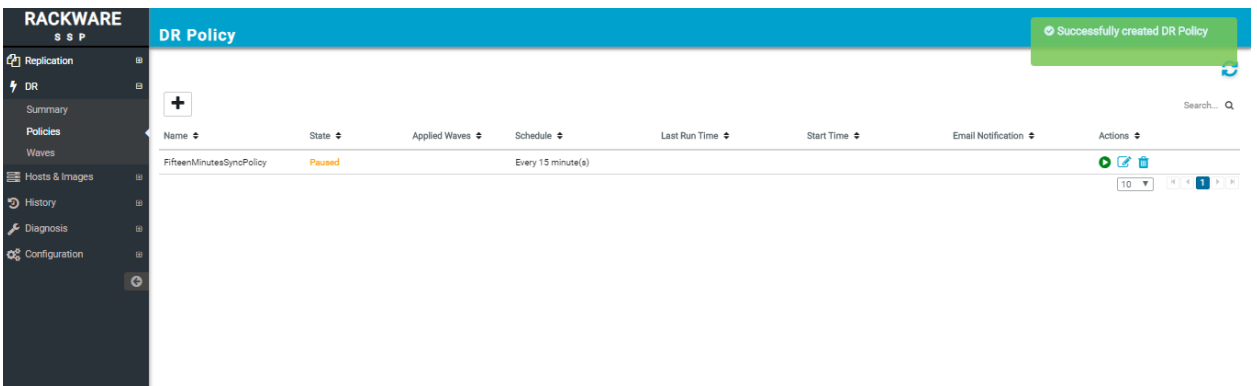 RACKWARE
SSP
DR Policy
Successfully created DR Policy
Replication
DR
Summary
Policies
Waves
Hosts & Images
History
Diagnosis
Configuration
Search...
Name State Applied Waves Schedule Last Run Time Start Time Email Notification Actions
FifteenMinutesSyncPolicy Paused Every 15 minute(s)
10 1